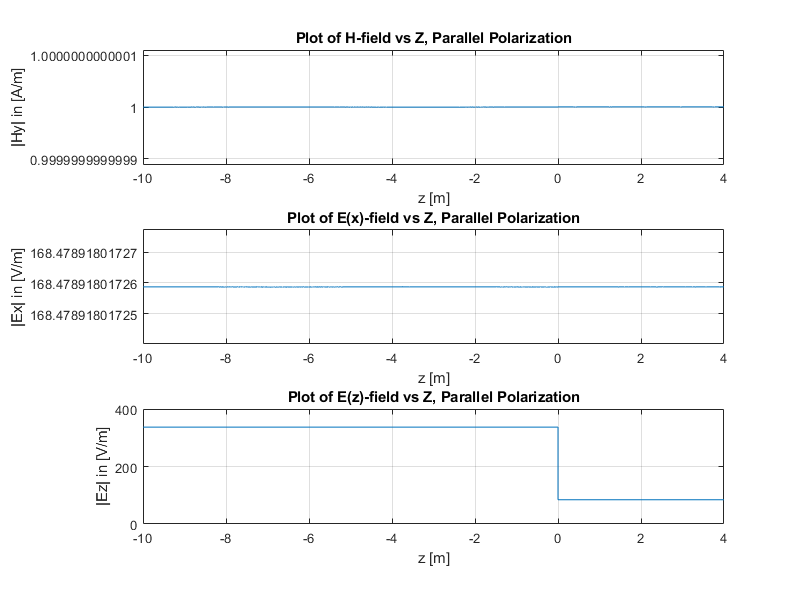 Plot of H-field vs Z, Parallel Polarization
1.0000000000001
1
0.9999999999999
|Hy| in [A/m]
-10 -8 -6 -4 -2 0 2 4
z [m]
Plot of E(x)-field vs Z, Parallel Polarization
168.47891801727
168.47891801726
168.47891801725
|Ex| in [V/m]
-10 -8 -6 -4 -2 0 2 4
z [m]
Plot of E(z)-field vs Z, Parallel Polarization
400
200
0
|Ez| in [V/m]
-10 -8 -6 -4 -2 0 2 4
z [m]